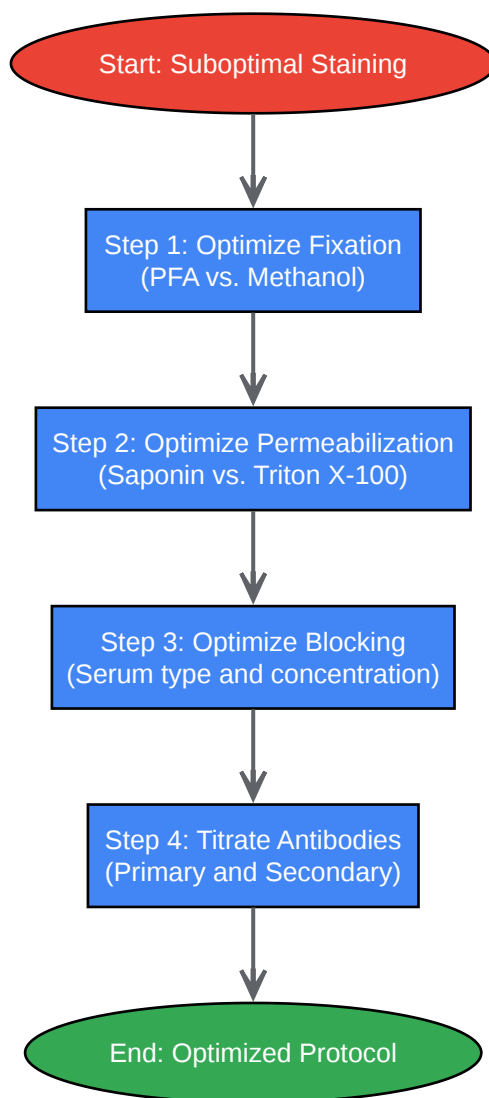 Start: Suboptimal Staining
Step 1: Optimize Fixation
(PFA vs. Methanol)
Step 2: Optimize Permeabilization
(Saponin vs. Triton X-100)
Step 3: Optimize Blocking
(Serum type and concentration)
Step 4: Titrate Antibodies
(Primary and Secondary)
End: Optimized Protocol